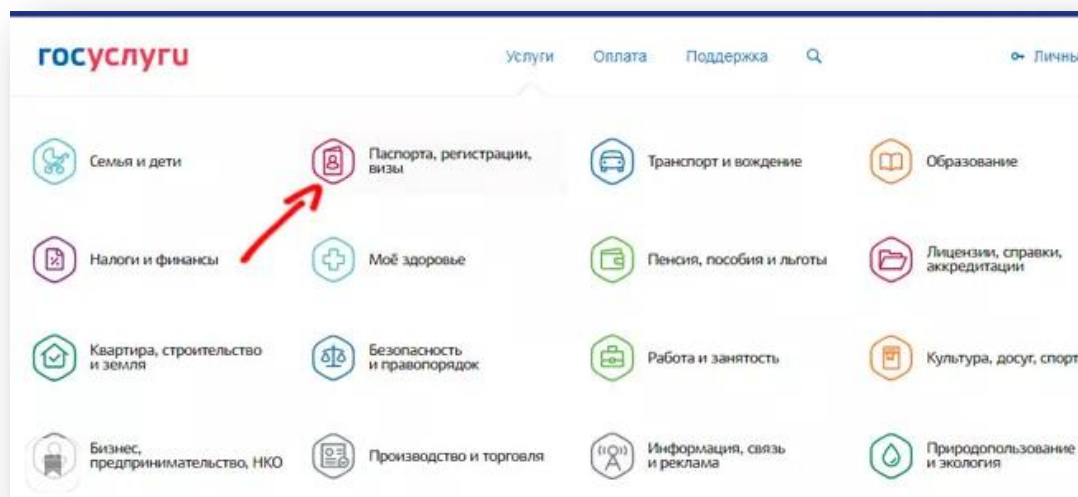 госуслуги
Услуги Оплата Поддержка
Семья и дети
Паспорта, регистрации,
визы
Транспорт и вождение
Образование
Налоги и финансы
Моё здоровье
Пенсия, пособия и льготы
Лицензии, справки,
аккредитации
Квартира, строительство
и земля
Безопасность
и правопорядок
Работа и занятость
Культура, досуг, спорт
Бизнес,
предпринимательство, НКО
Производство и торговля
Информация, связь
и реклама
Природопользование
и экология